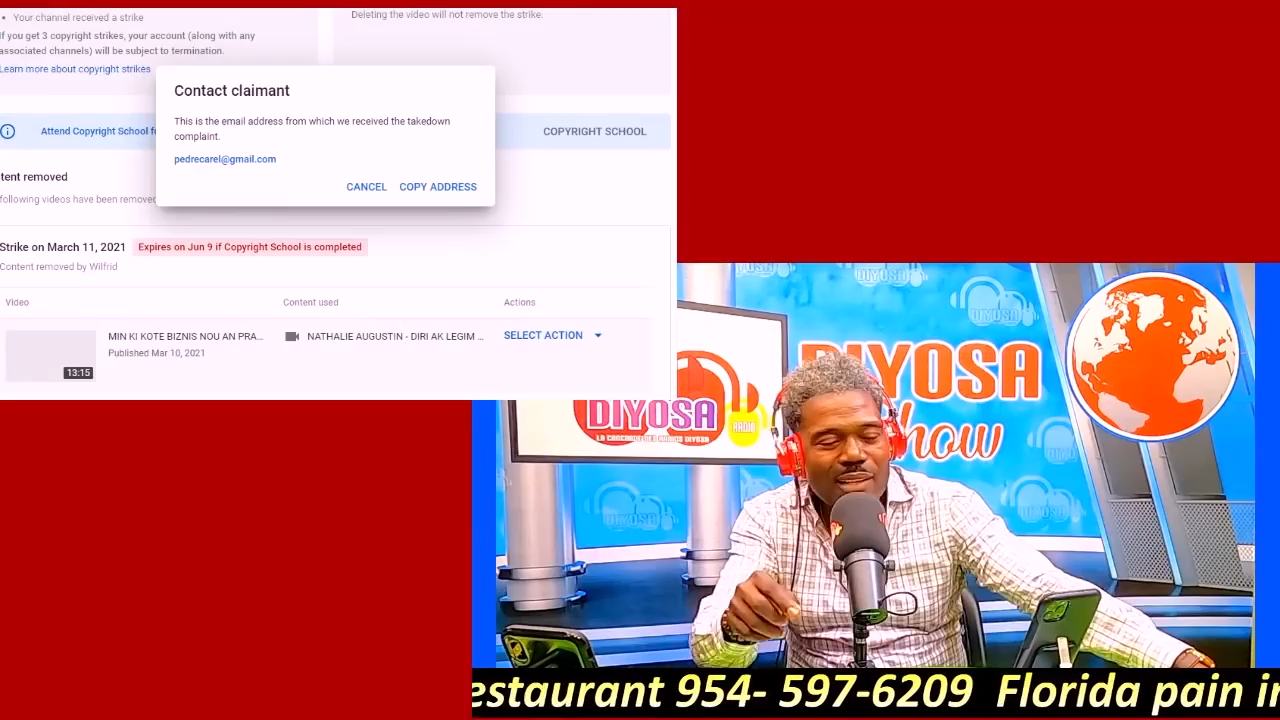 • Your channel received a strike
If you get 3 copyright strikes, your account (along with any
associated channels) will be subject to termination.
Learn more about copyright strikes
Deleting the video will not remove the strike.
Contact claimant
This is the email address from which we received the takedown
complaint.
pedrecarel@gmail.com
CANCEL COPY ADDRESS
Attend Copyright School
COPYRIGHT SCHOOL
tent removed
following videos have been removed
Strike on March 11, 2021 Expires on Jun 9 if Copyright School is completed
Content removed by Wilfrid
Video Content used Actions
MIN KI KOTE BIZNIS NOU AN PRA... NATHALIE AUGUSTIN - DIRI AK LEGIM ... SELECT ACTION
Published Mar 10, 2021
13:15
DIYOSA
DIYOSA
DIYOSA
DIYOSA
Show
DIYOSA
RADIO
DIYOSA
DIYOSA
estaurant 954- 597-6209 Florida pain in